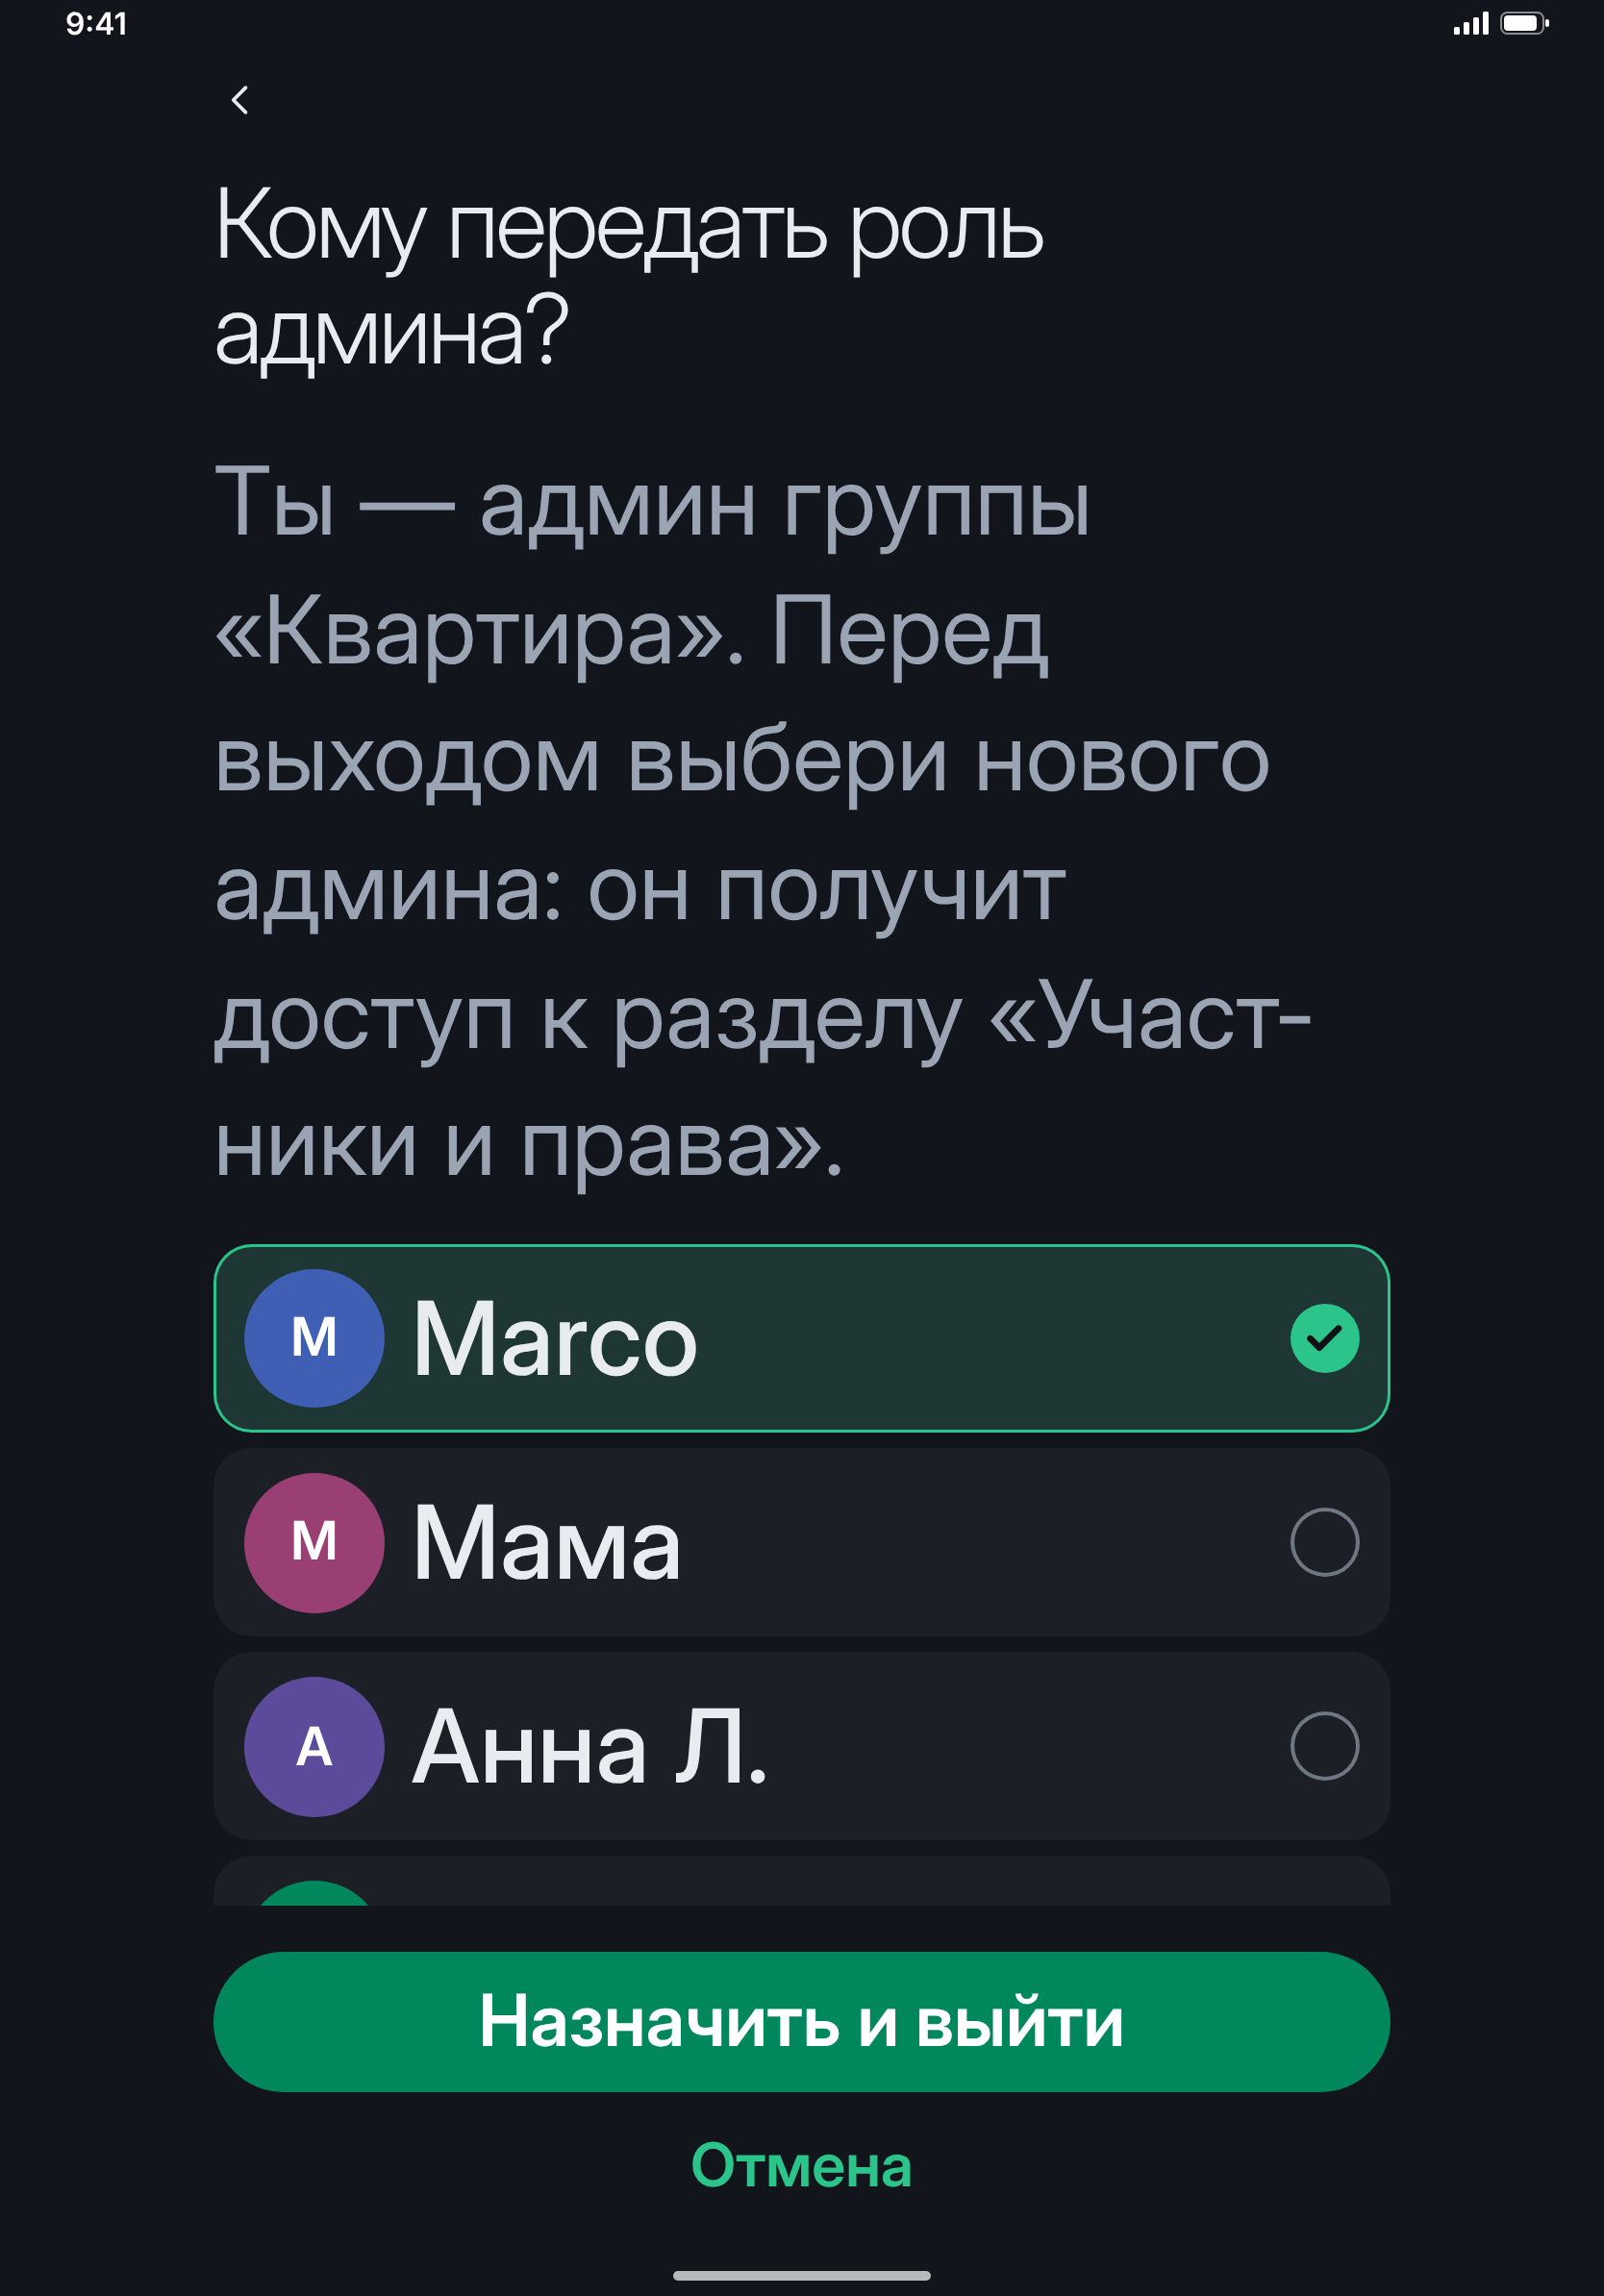 9:41
Кому передать роль
админа?
Ты — админ группы
«Квартира». Перед
выходом выбери нового
админа: он получит
доступ к разделу «Участ-
ники и права».
M Marco
М Мама
А Анна Л.
Назначить и выйти
Отмена